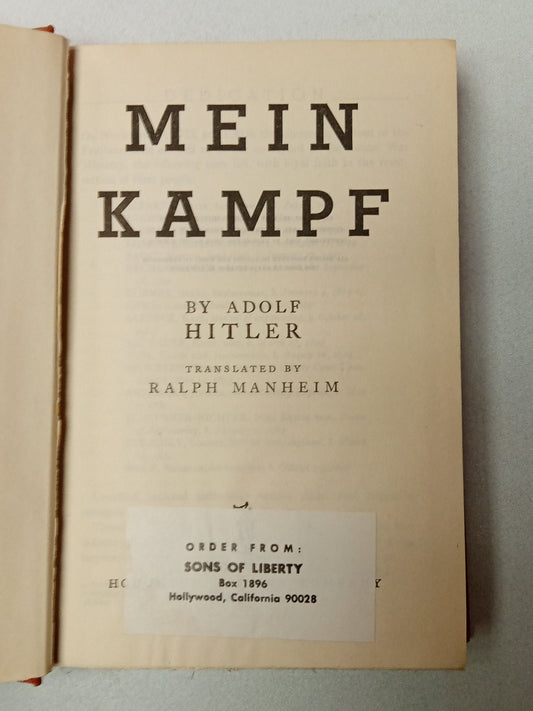 MEIN
KAMPF
BY ADOLF
HITLER
TRANSLATED BY
RALPH MANHEIM
ORDER FROM:
SONS OF LIBERTY
Box 1896
Hollywood, California 90028